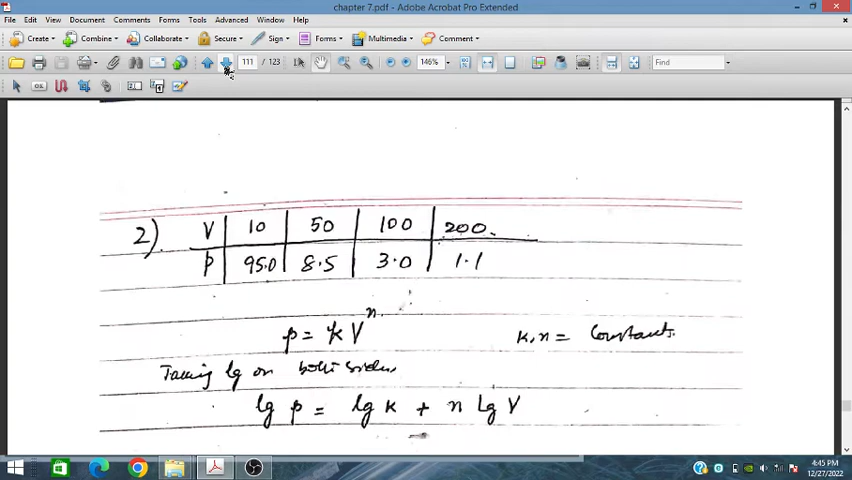 chapter 7.pdf - Adobe Acrobat Pro Extended
File Edit View Document Comments Forms Tools Advanced Window Help
Create Combine Collaborate Secure Sign Forms Multimedia Comment
111 / 123 146% Find
2) V 10 50 100 200
p 95.0 8.5 3.0 1.1
p = kV^n k, n = Constants.
Taking lg on both sides,
lg p = lg k + n lg V
4:45 PM
12/27/2022